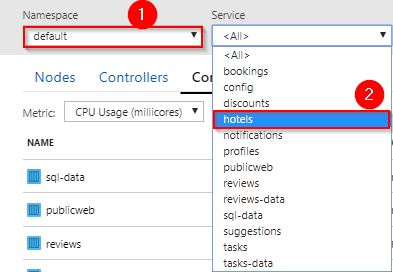 Namespace
Service
1
default
<All>
<All>
bookings
config
discounts
2
hotels
notifications
profiles
publicweb
reviews
reviews-data
sql-data
suggestions
tasks
tasks-data
Nodes
Controllers
Co
Metric:
CPU Usage (millicores)
NAME
sql-data
publicweb
reviews